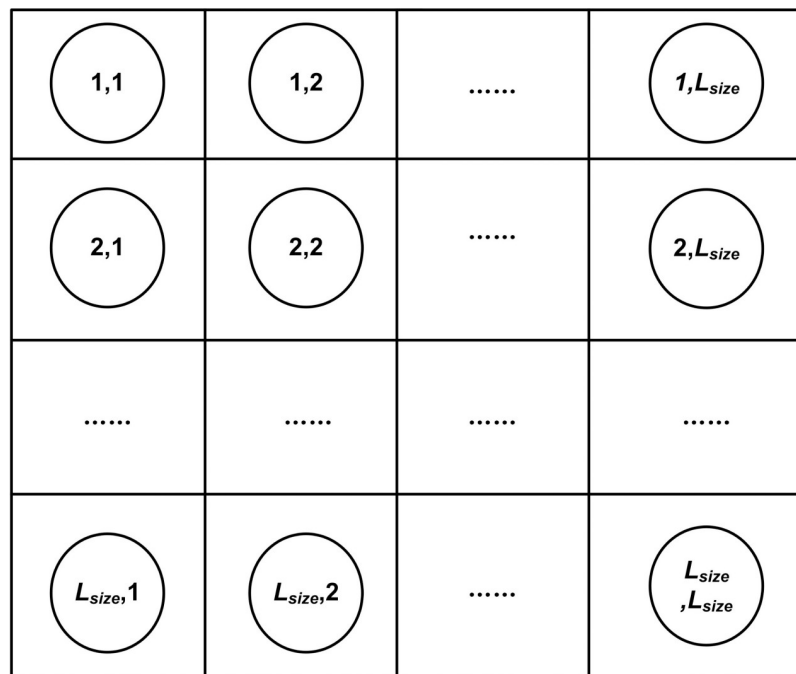 1,1 1,2 ...... 1,Lsize
2,1 2,2 ...... 2,Lsize
...... ...... ...... ......
Lsize,1 Lsize,2 ...... Lsize
,Lsize